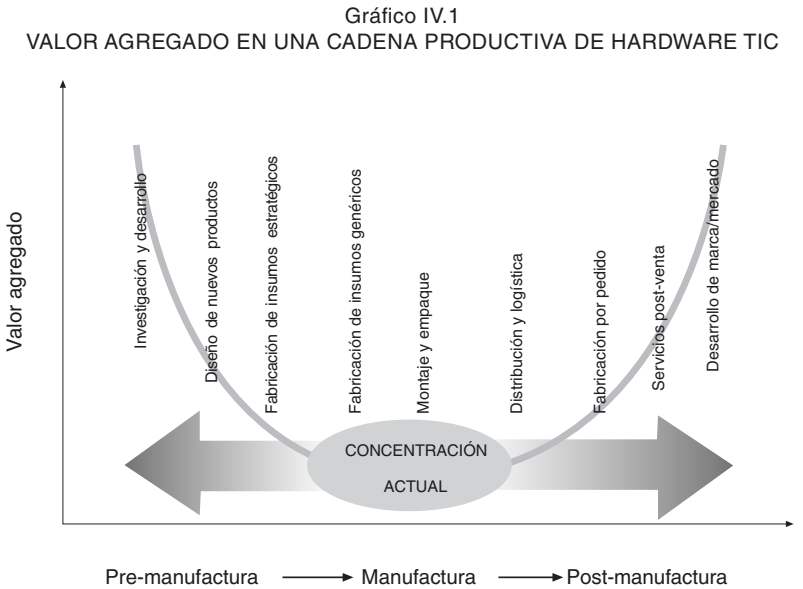 Gráfico IV.1
VALOR AGREGADO EN UNA CADENA PRODUCTIVA DE HARDWARE TIC
Valor agregado
Investigación y desarrollo
Diseño de nuevos productos
Fabricación de insumos estratégicos
Fabricación de insumos genéricos
Montaje y empaque
Distribución y logística
Fabricación por pedido
Servicios post-venta
Desarrollo de marca/mercado
CONCENTRACIÓN
ACTUAL
Pre-manufactura Manufactura Post-manufactura